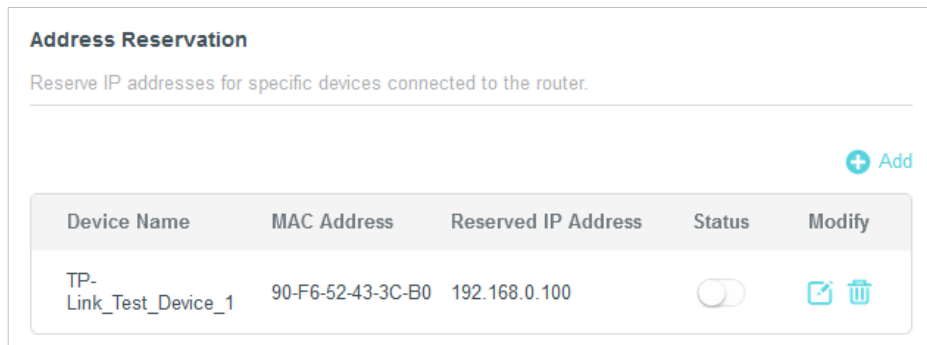 Address Reservation
Reserve IP addresses for specific devices connected to the router.
Add
Device Name MAC Address Reserved IP Address Status Modify
TP-
Link_Test_Device_1 90-F6-52-43-3C-B0 192.168.0.100